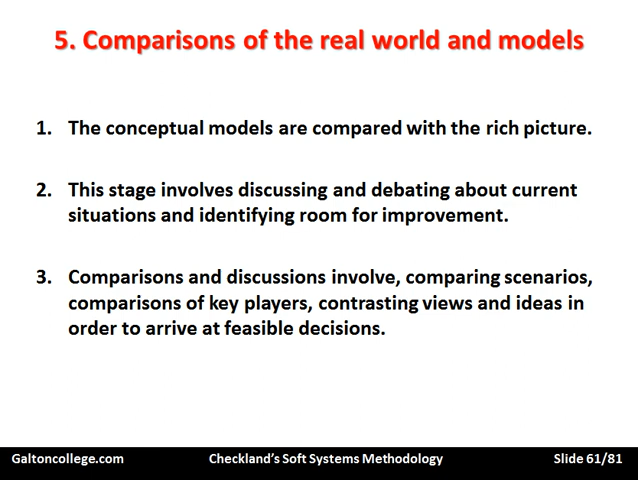 5. Comparisons of the real world and models
1. The conceptual models are compared with the rich picture.
2. This stage involves discussing and debating about current
situations and identifying room for improvement.
3. Comparisons and discussions involve, comparing scenarios,
comparisons of key players, contrasting views and ideas in
order to arrive at feasible decisions.
Galtoncollege.com Checkland's Soft Systems Methodology Slide 61/81